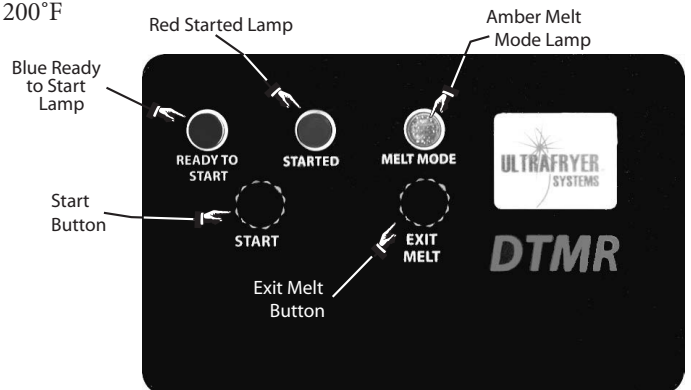 200˚F
Red Started Lamp
Amber Melt
Mode Lamp
Blue Ready
to Start
Lamp
READY TO
START
STARTED
MELT MODE
ULTRAFRYER
SYSTEMS
Start
Button
START
EXIT
MELT
DTMR
Exit Melt
Button